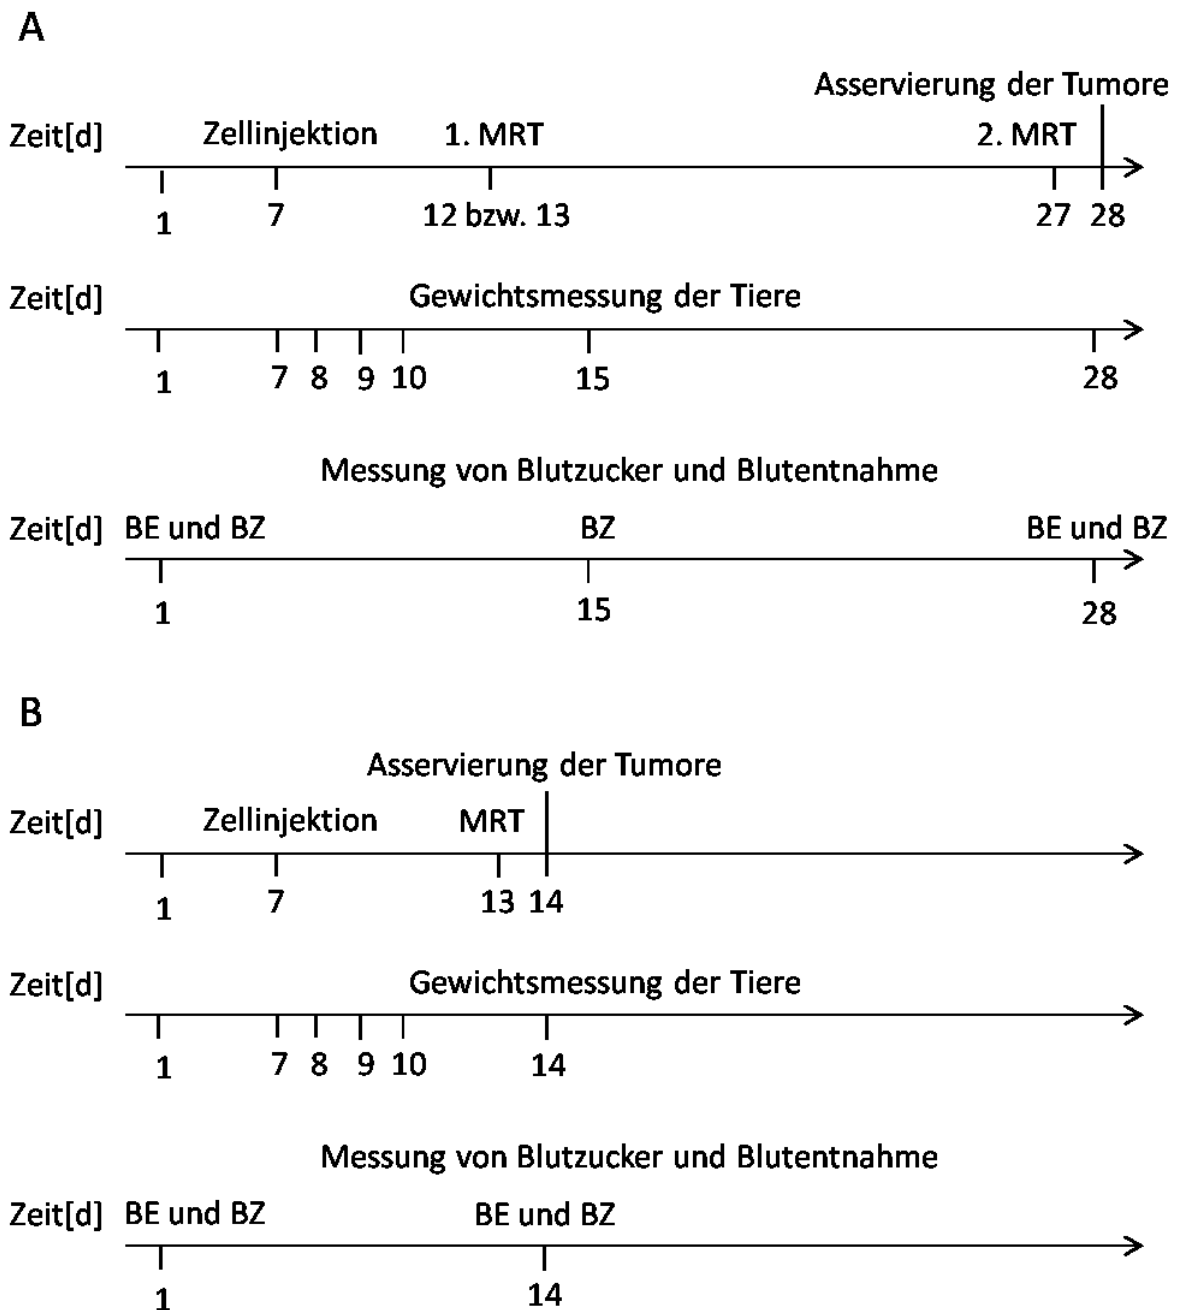 A
Asservierung der Tumore
Zeit[d] Zellinjektion 1. MRT 2. MRT
1 7 12 bzw. 13 27 28
Zeit[d] Gewichtsmessung der Tiere
1 7 8 9 10 15 28
Messung von Blutzucker und Blutentnahme
Zeit[d] BE und BZ BZ BE und BZ
1 15 28
B
Asservierung der Tumore
Zeit[d] Zellinjektion MRT
1 7 13 14
Zeit[d] Gewichtsmessung der Tiere
1 7 8 9 10 14
Messung von Blutzucker und Blutentnahme
Zeit[d] BE und BZ BE und BZ
1 14